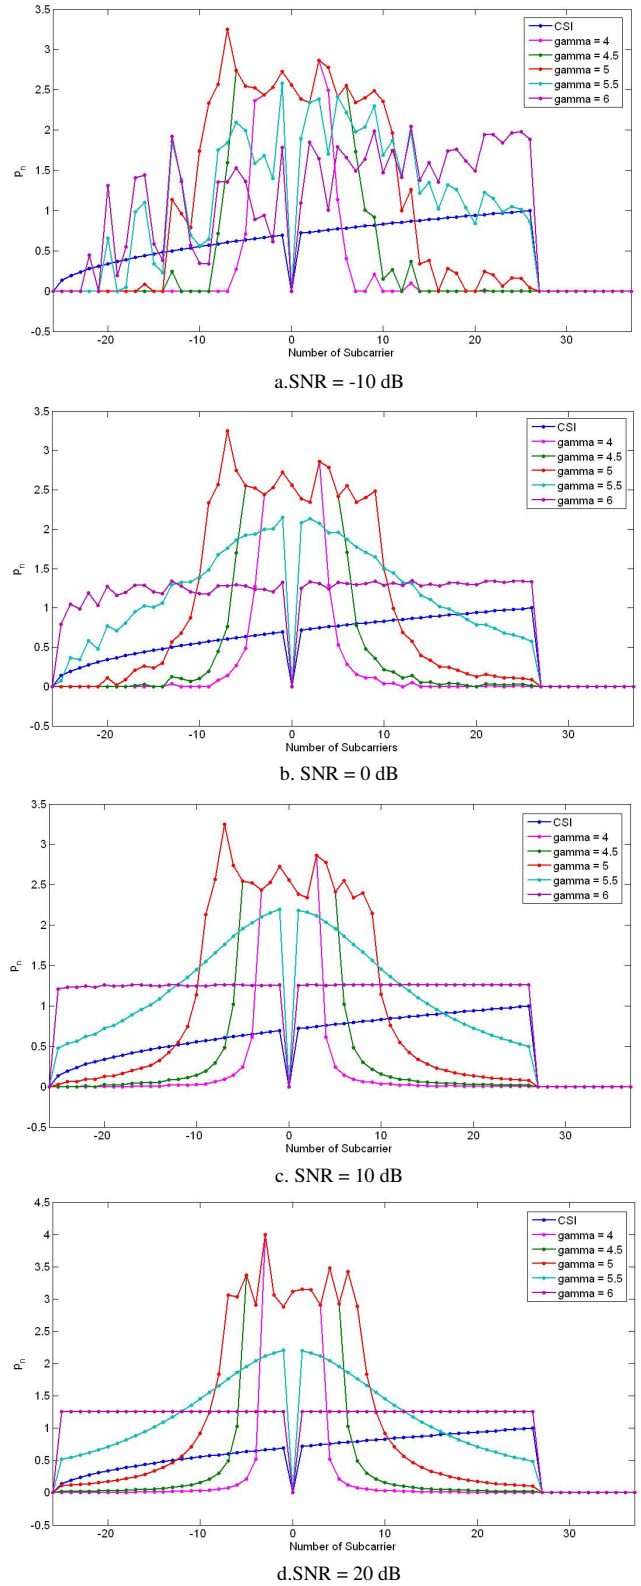 3.5
3
2.5
2
1.5
1
0.5
0
-0.5
p_n
-20
-10
0
10
20
30
Number of Subcarrier
CSI
gamma = 4
gamma = 4.5
gamma = 5
gamma = 5.5
gamma = 6
a.SNR = -10 dB
3.5
3
2.5
2
1.5
1
0.5
0
-0.5
p_n
-20
-10
0
10
20
30
Number of Subcarriers
CSI
gamma = 4
gamma = 4.5
gamma = 5
gamma = 5.5
gamma = 6
b. SNR = 0 dB
3.5
3
2.5
2
1.5
1
0.5
0
-0.5
p_n
-20
-10
0
10
20
30
Number of Subcarrier
CSI
gamma = 4
gamma = 4.5
gamma = 5
gamma = 5.5
gamma = 6
c. SNR = 10 dB
4.5
4
3.5
3
2.5
2
1.5
1
0.5
0
-0.5
p_n
-20
-10
0
10
20
30
Number of Subcarrier
CSI
gamma = 4
gamma = 4.5
gamma = 5
gamma = 5.5
gamma = 6
d.SNR = 20 dB